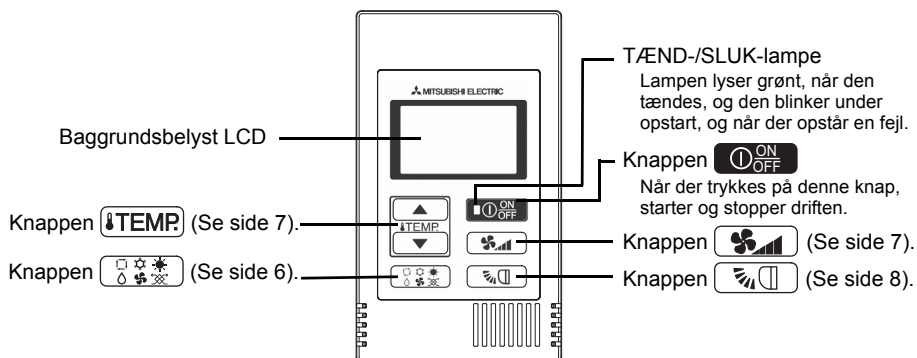 TÆND-/SLUK-lampe
Lampen lyser grønt, når den
tændes, og den blinker under
opstart, og når der opstår en fejl.
MITSUBISHI ELECTRIC
Baggrundsbelyst LCD
Knappen ON OFF
Når der trykkes på denne knap,
starter og stopper driften.
ON
OFF
TEMP.
Knappen TEMP. (Se side 7).
Knappen (Se side 7).
Knappen (Se side 6).
Knappen (Se side 8).